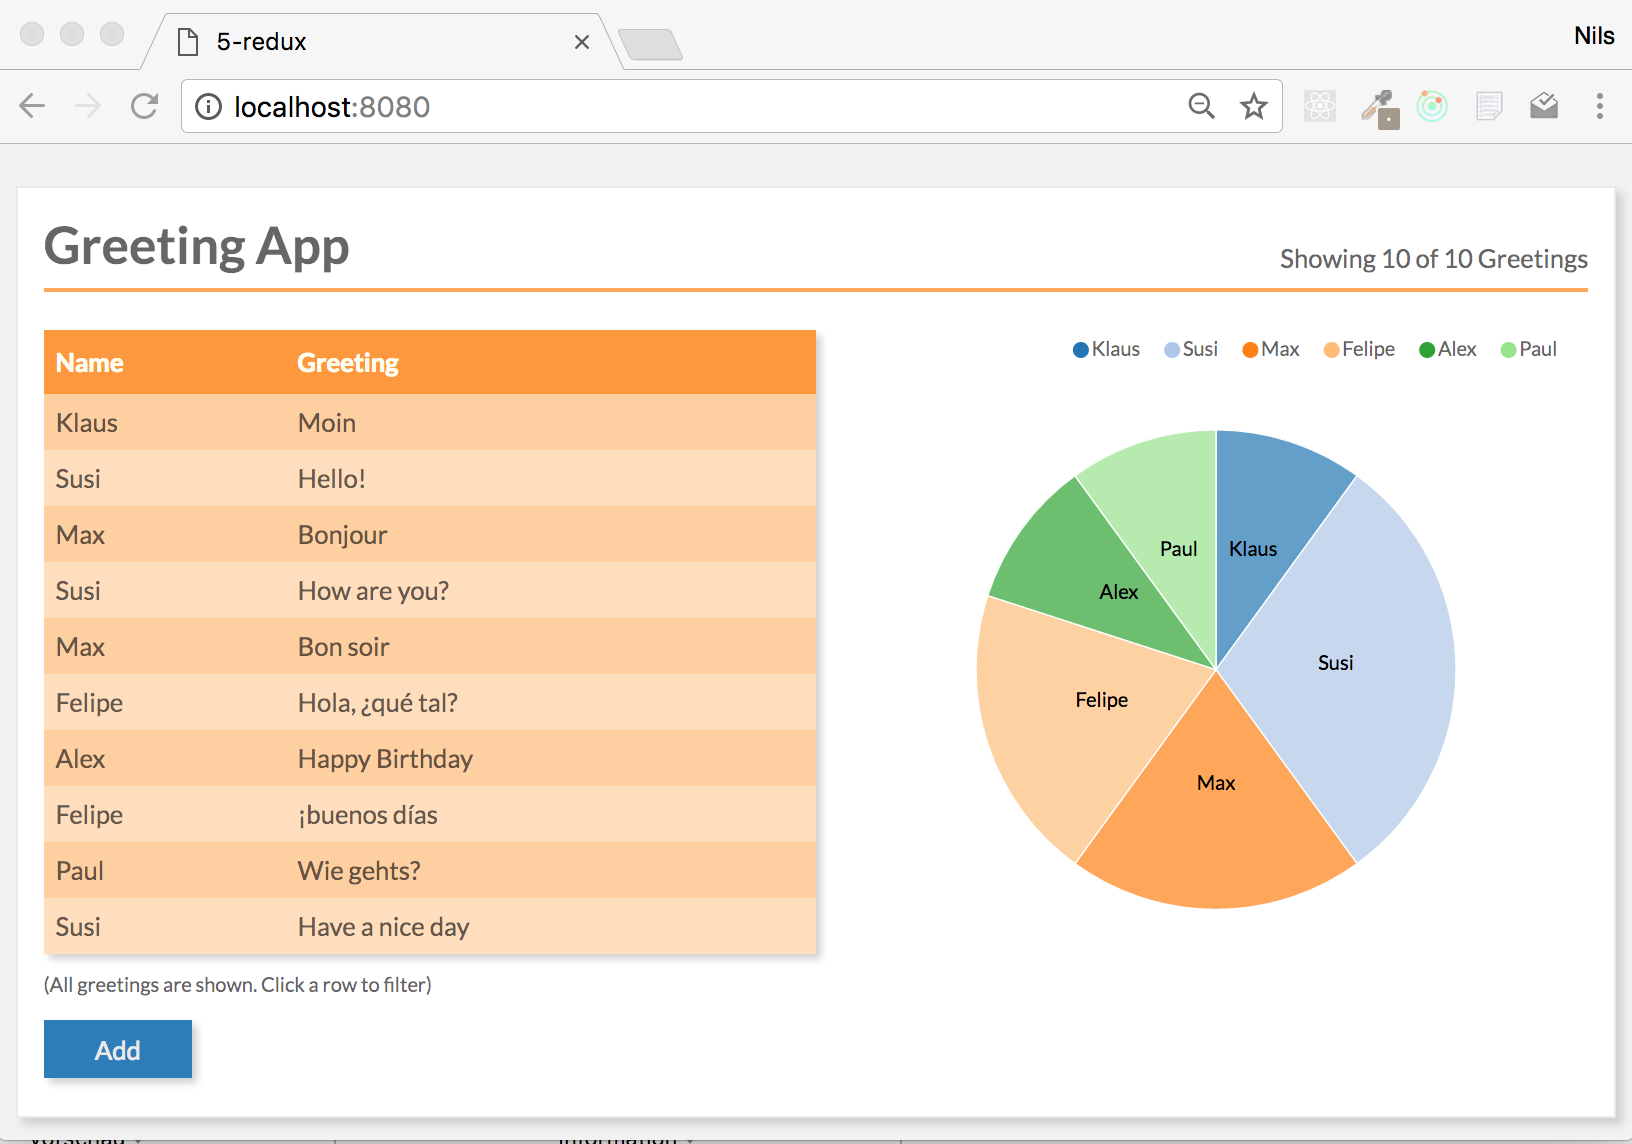 5-redux
Nils
localhost:8080
Greeting App
Showing 10 of 10 Greetings
Name Greeting
Klaus Moin
Susi Hello!
Max Bonjour
Susi How are you?
Max Bon soir
Felipe Hola, ¿qué tal?
Alex Happy Birthday
Felipe ¡buenos días
Paul Wie gehts?
Susi Have a nice day
(All greetings are shown. Click a row to filter)
Add
Klaus Susi Max Felipe Alex Paul
Paul Klaus
Alex
Susi
Felipe
Max